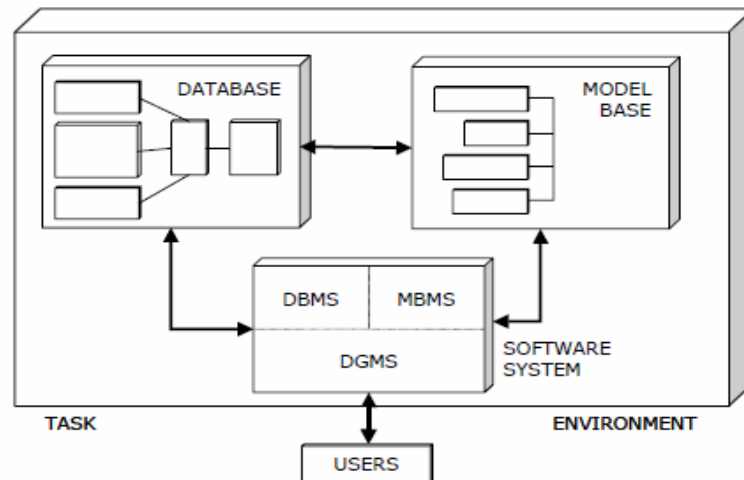 DATABASE
MODEL
BASE
DBMS
MBMS
DGMS
SOFTWARE
SYSTEM
TASK
ENVIRONMENT
USERS